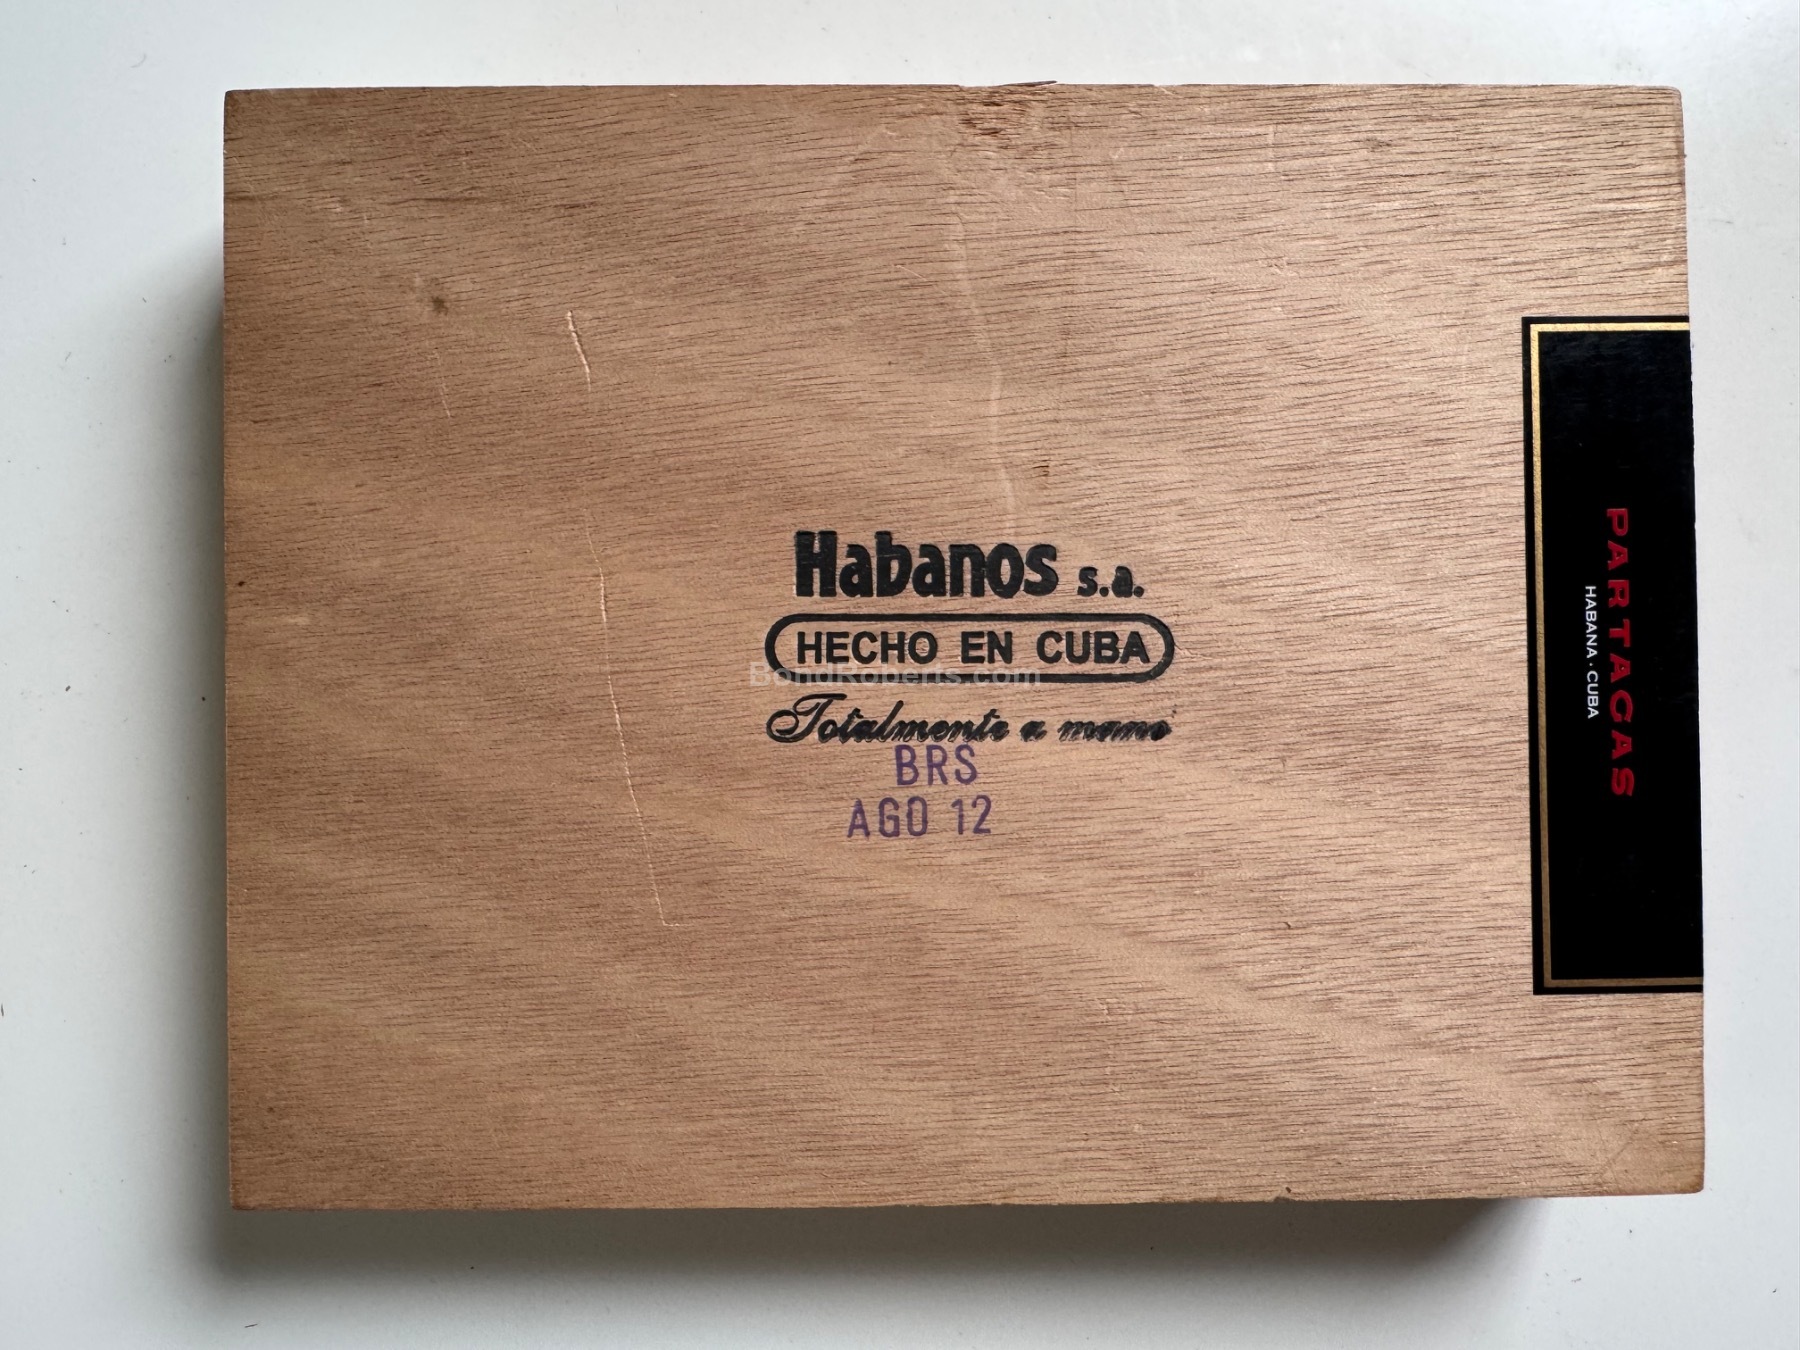 Habanos s.a.
HECHO EN CUBA
BondRoberts.com
Totalmente a mano
BRS
AGO 12
PARTAGAS
HABANA · CUBA